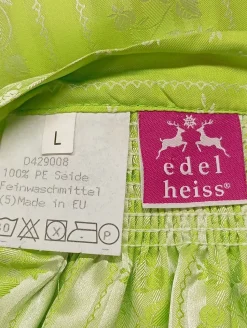 L
D429008
100% PE Seide
Feinwaschmittel
(5)Made in EU
edel
heiss®